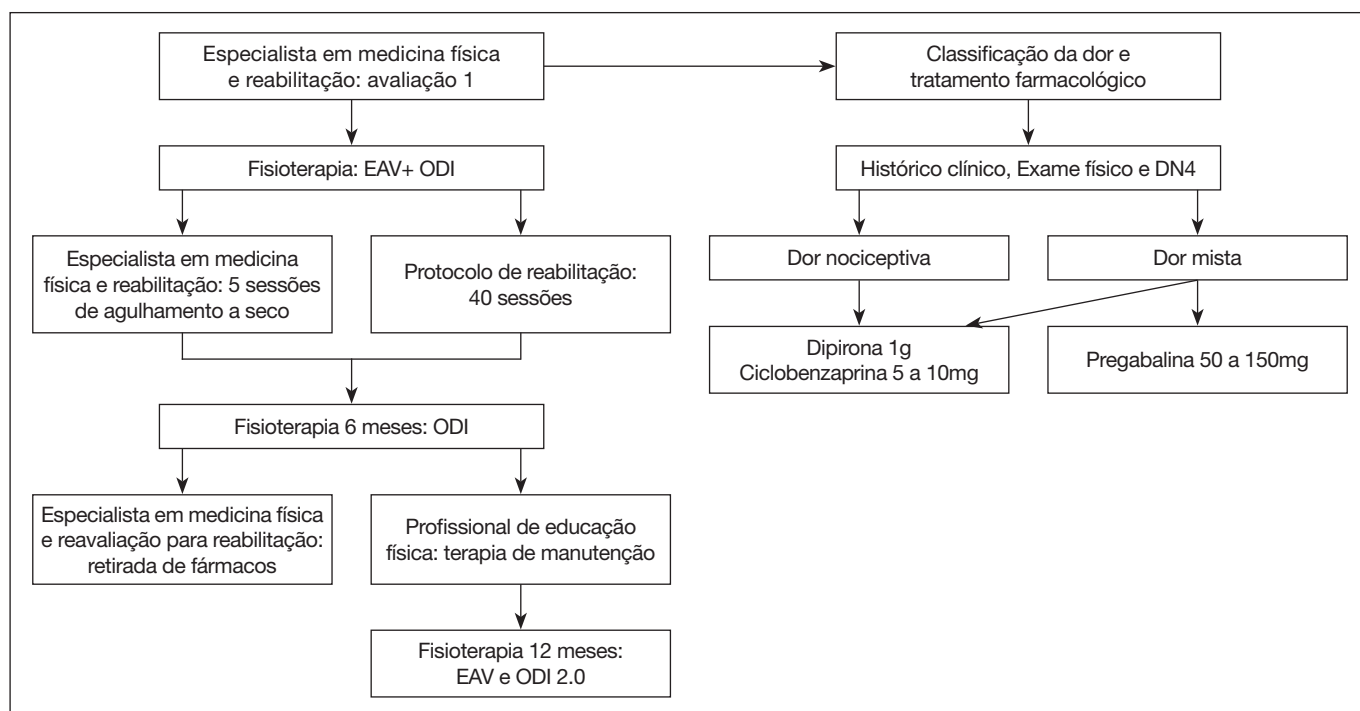 Especialista em medicina física
e reabilitação: avaliação 1
Classificação da dor e
tratamento farmacológico
Fisioterapia: EAV+ ODI
Histórico clínico, Exame físico e DN4
Especialista em medicina
física e reabilitação: 5 sessões
de agulhamento a seco
Protocolo de reabilitação:
40 sessões
Dor nociceptiva
Dor mista
Dipirona 1g
Ciclobenzaprina 5 a 10mg
Pregabalina 50 a 150mg
Fisioterapia 6 meses: ODI
Especialista em medicina física
e reavaliação para reabilitação:
retirada de fármacos
Profissional de educação
física: terapia de manutenção
Fisioterapia 12 meses:
EAV e ODI 2.0